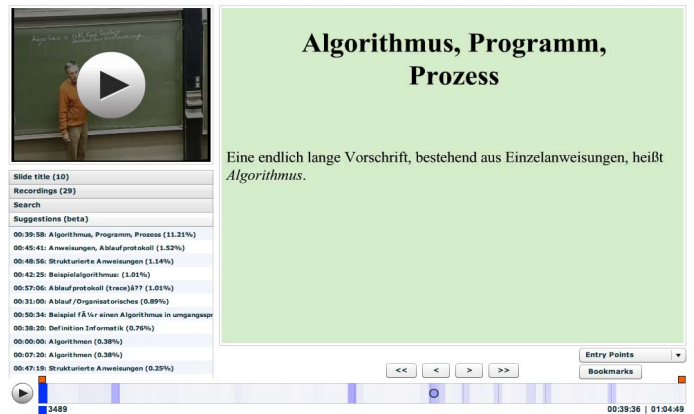 Algorithmus, Programm,
Prozess
Eine endlich lange Vorschrift, bestehend aus Einzelanweisungen, heißt
Algorithmus.
Slide title (10)
Recordings (29)
Search
Suggestions (beta)
00:39:58: Algorithmus, Programm, Prozess (11.21%)
00:45:41: Anweisungen, Ablaufprotokoll (1.52%)
00:48:56: Strukturierte Anweisungen (1.14%)
00:42:25: Beispielalgorithmus: (1.01%)
00:57:06: Ablaufprotokoll (trace)â?? (1.01%)
00:31:00: Ablauf/Organisatorisches (0.89%)
00:50:34: Beispiel fÃ¼r einen Algorithmus in umgangsspr
00:38:20: Definition Informatik (0.76%)
00:00:00: Algorithmen (0.38%)
00:07:20: Algorithmen (0.38%)
00:47:19: Strukturierte Anweisungen (0.25%)
<< < > >>
Entry Points
Bookmarks
3489
00:39:36 | 01:04:49